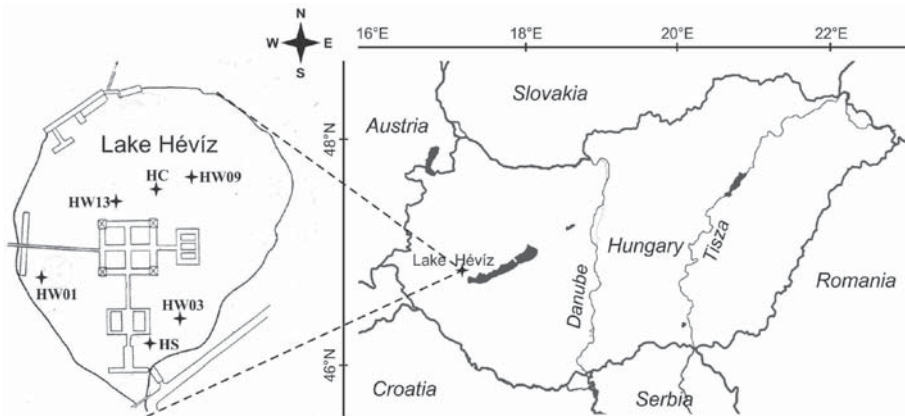 N
W E
S
Lake Hévíz
HC
HW09
HW13
HW01
HW03
HS
16°E
18°E
20°E
22°E
48°N
46°N
Slovakia
Austria
Lake Hévíz
Hungary
Danube
Tisza
Romania
Croatia
Serbia